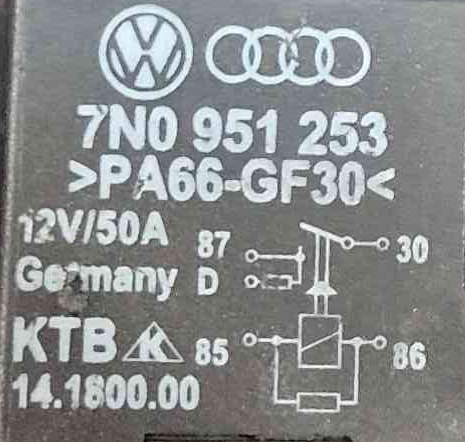 7N0 951 253
>PA66-GF30<
12V/50A
Germany
KTB K
14.1800.00
87
D
30
85
86